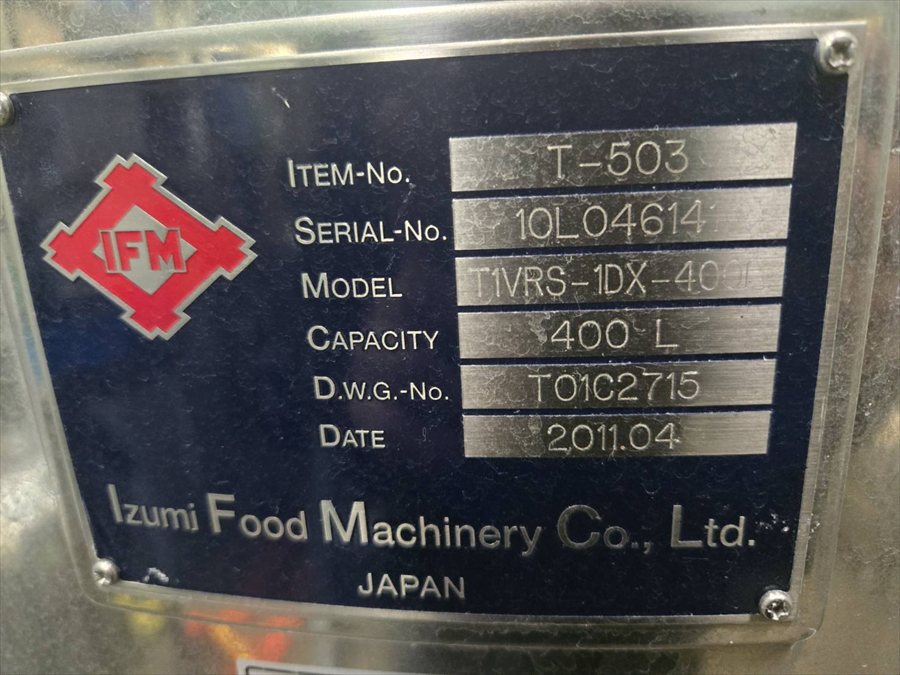 IFM
ITEM-No. T-503
SERIAL-No.
MODEL
CAPACITY 400 L
D.W.G.-No. T01C2715
DATE 2011.04
Izumi Food Machinery Co., Ltd.
JAPAN